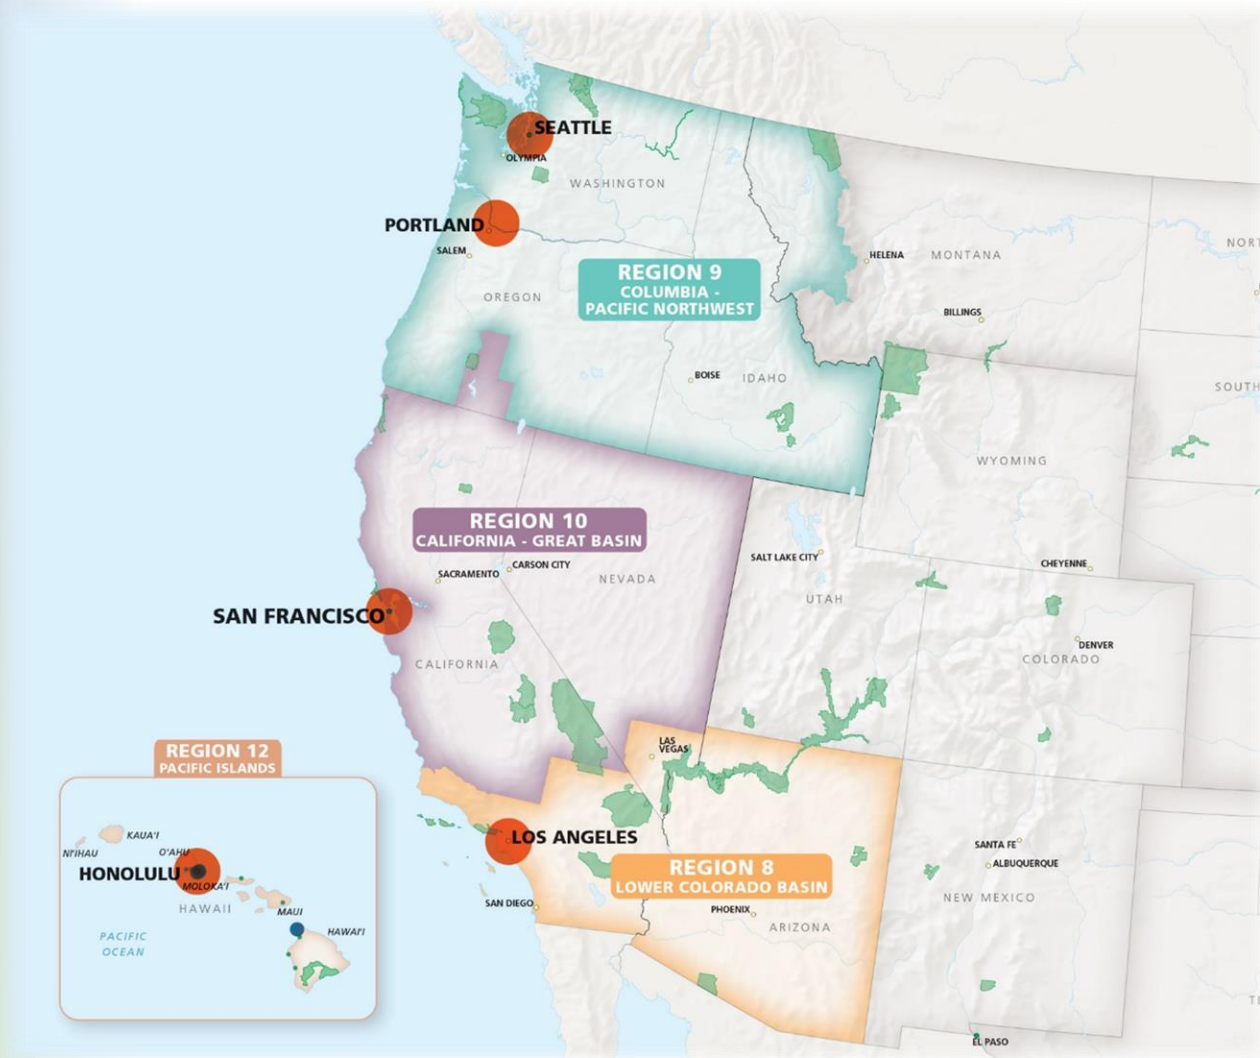 SEATTLE
OLYMPIA
WASHINGTON
PORTLAND
SALEM
HELENA
MONTANA
NORT
REGION 9
COLUMBIA -
PACIFIC NORTHWEST
OREGON
BILLINGS
BOISE
IDAHO
SOUTH
WYOMING
REGION 10
CALIFORNIA - GREAT BASIN
SALT LAKE CITY
CARSON CITY
SACRAMENTO
NEVADA
CHEYENNE
UTAH
SAN FRANCISCO
DENVER
COLORADO
CALIFORNIA
LAS
VEGAS
REGION 12
PACIFIC ISLANDS
LOS ANGELES
KAUA'I
NI'IHAU
O'AHU
HONOLULU
MOLOKA'I
HAWAII
MAUI
HAWAI'I
PACIFIC
OCEAN
REGION 8
LOWER COLORADO BASIN
SANTA FE
ALBUQUERQUE
NEW MEXICO
SAN DIEGO
PHOENIX
ARIZONA
EL PASO